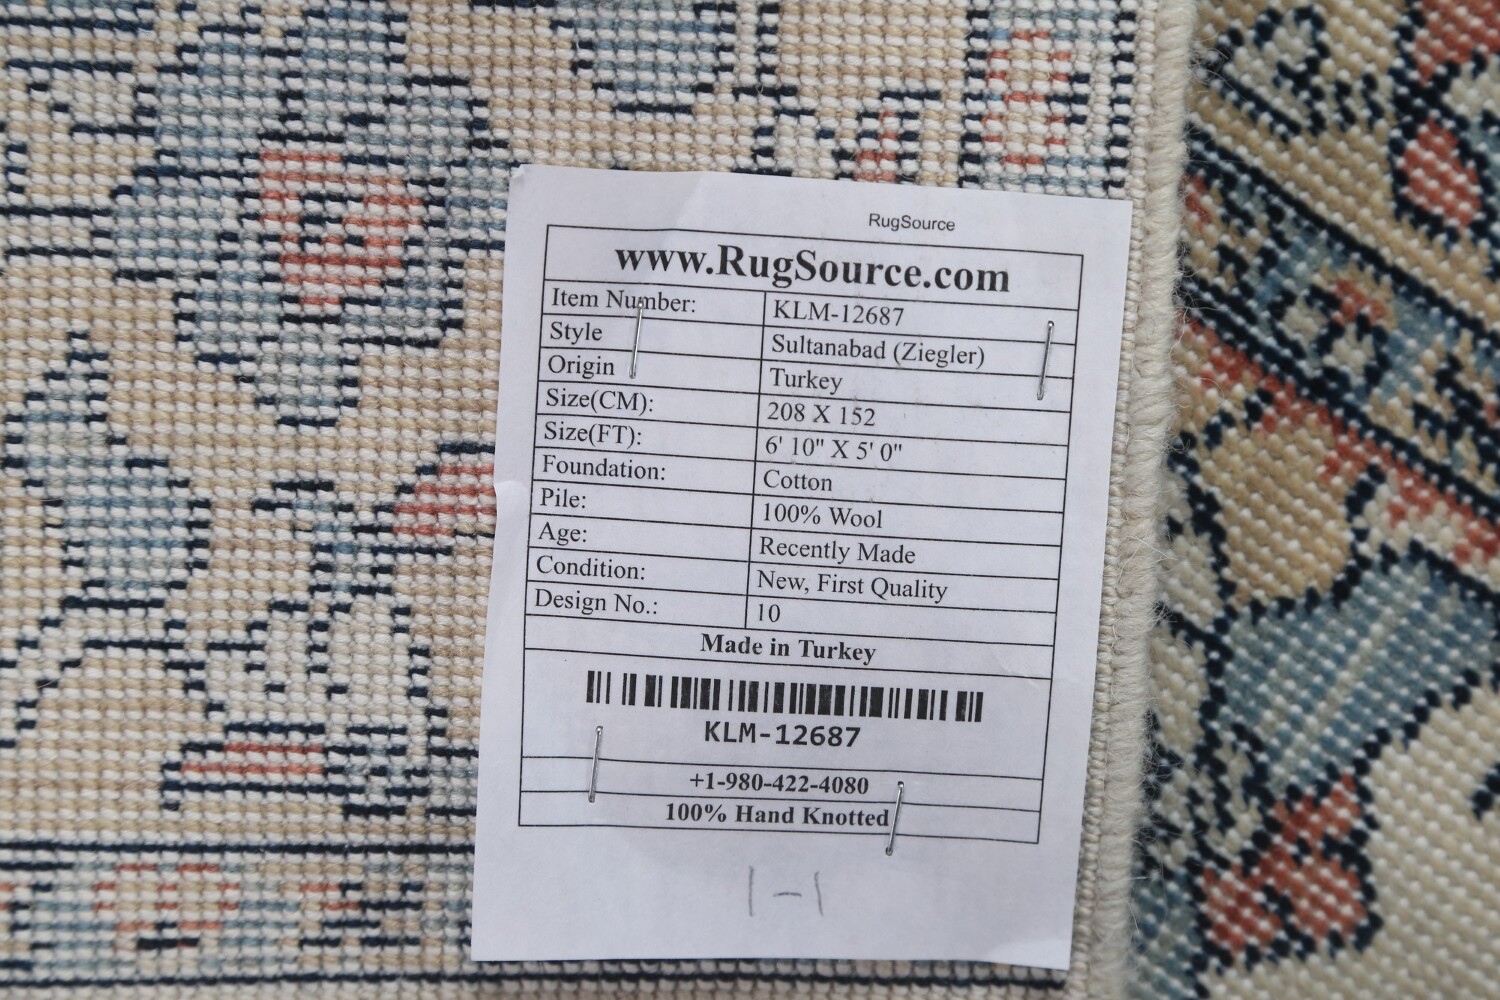 RugSource
www.RugSource.com
Item Number: KLM-12687
Style Sultanabad (Ziegler)
Origin Turkey
Size(CM): 208 X 152
Size(FT): 6' 10" X 5' 0"
Foundation: Cotton
Pile: 100% Wool
Age: Recently Made
Condition: New, First Quality
Design No.: 10
Made in Turkey
KLM-12687
+1-980-422-4080
100% Hand Knotted
1-1